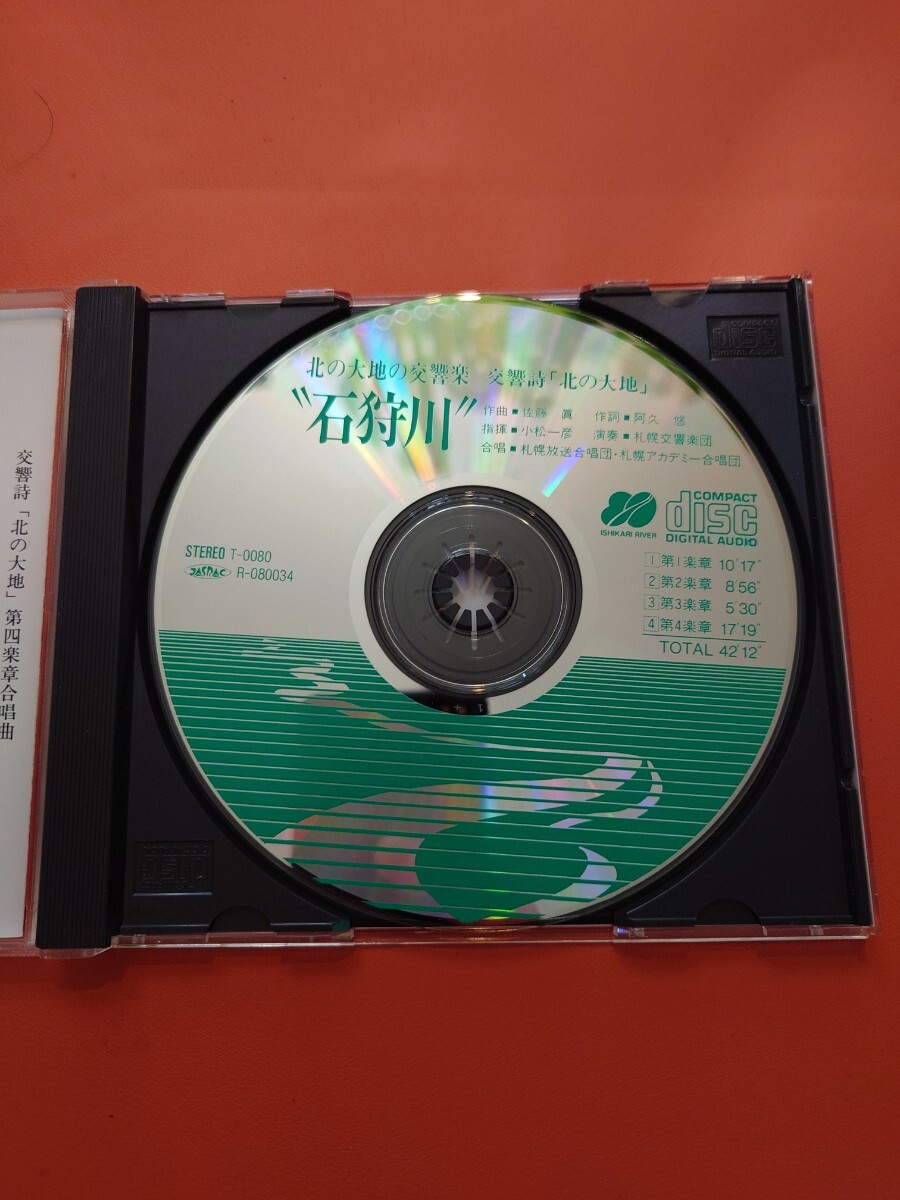 北の大地の交響楽 交響詩「北の大地」
"石狩川"
作曲■佐藤 眞 作詞■阿久 悠
指揮■小松一彦 演奏■札幌交響楽団
合唱■札幌放送合唱団・札幌アカデミー合唱団
ISHIKARI RIVER
COMPACT
disc
DIGITAL AUDIO
STEREO T-0080
JASRAC R-080034
1 第1楽章 10'17"
2 第2楽章 8'56"
3 第3楽章 5'30"
4 第4楽章 17'19"
TOTAL 42'12"
交響詩「北の大地」第四楽章合唱曲
COMPACT
disc
DIGITAL AUDIO